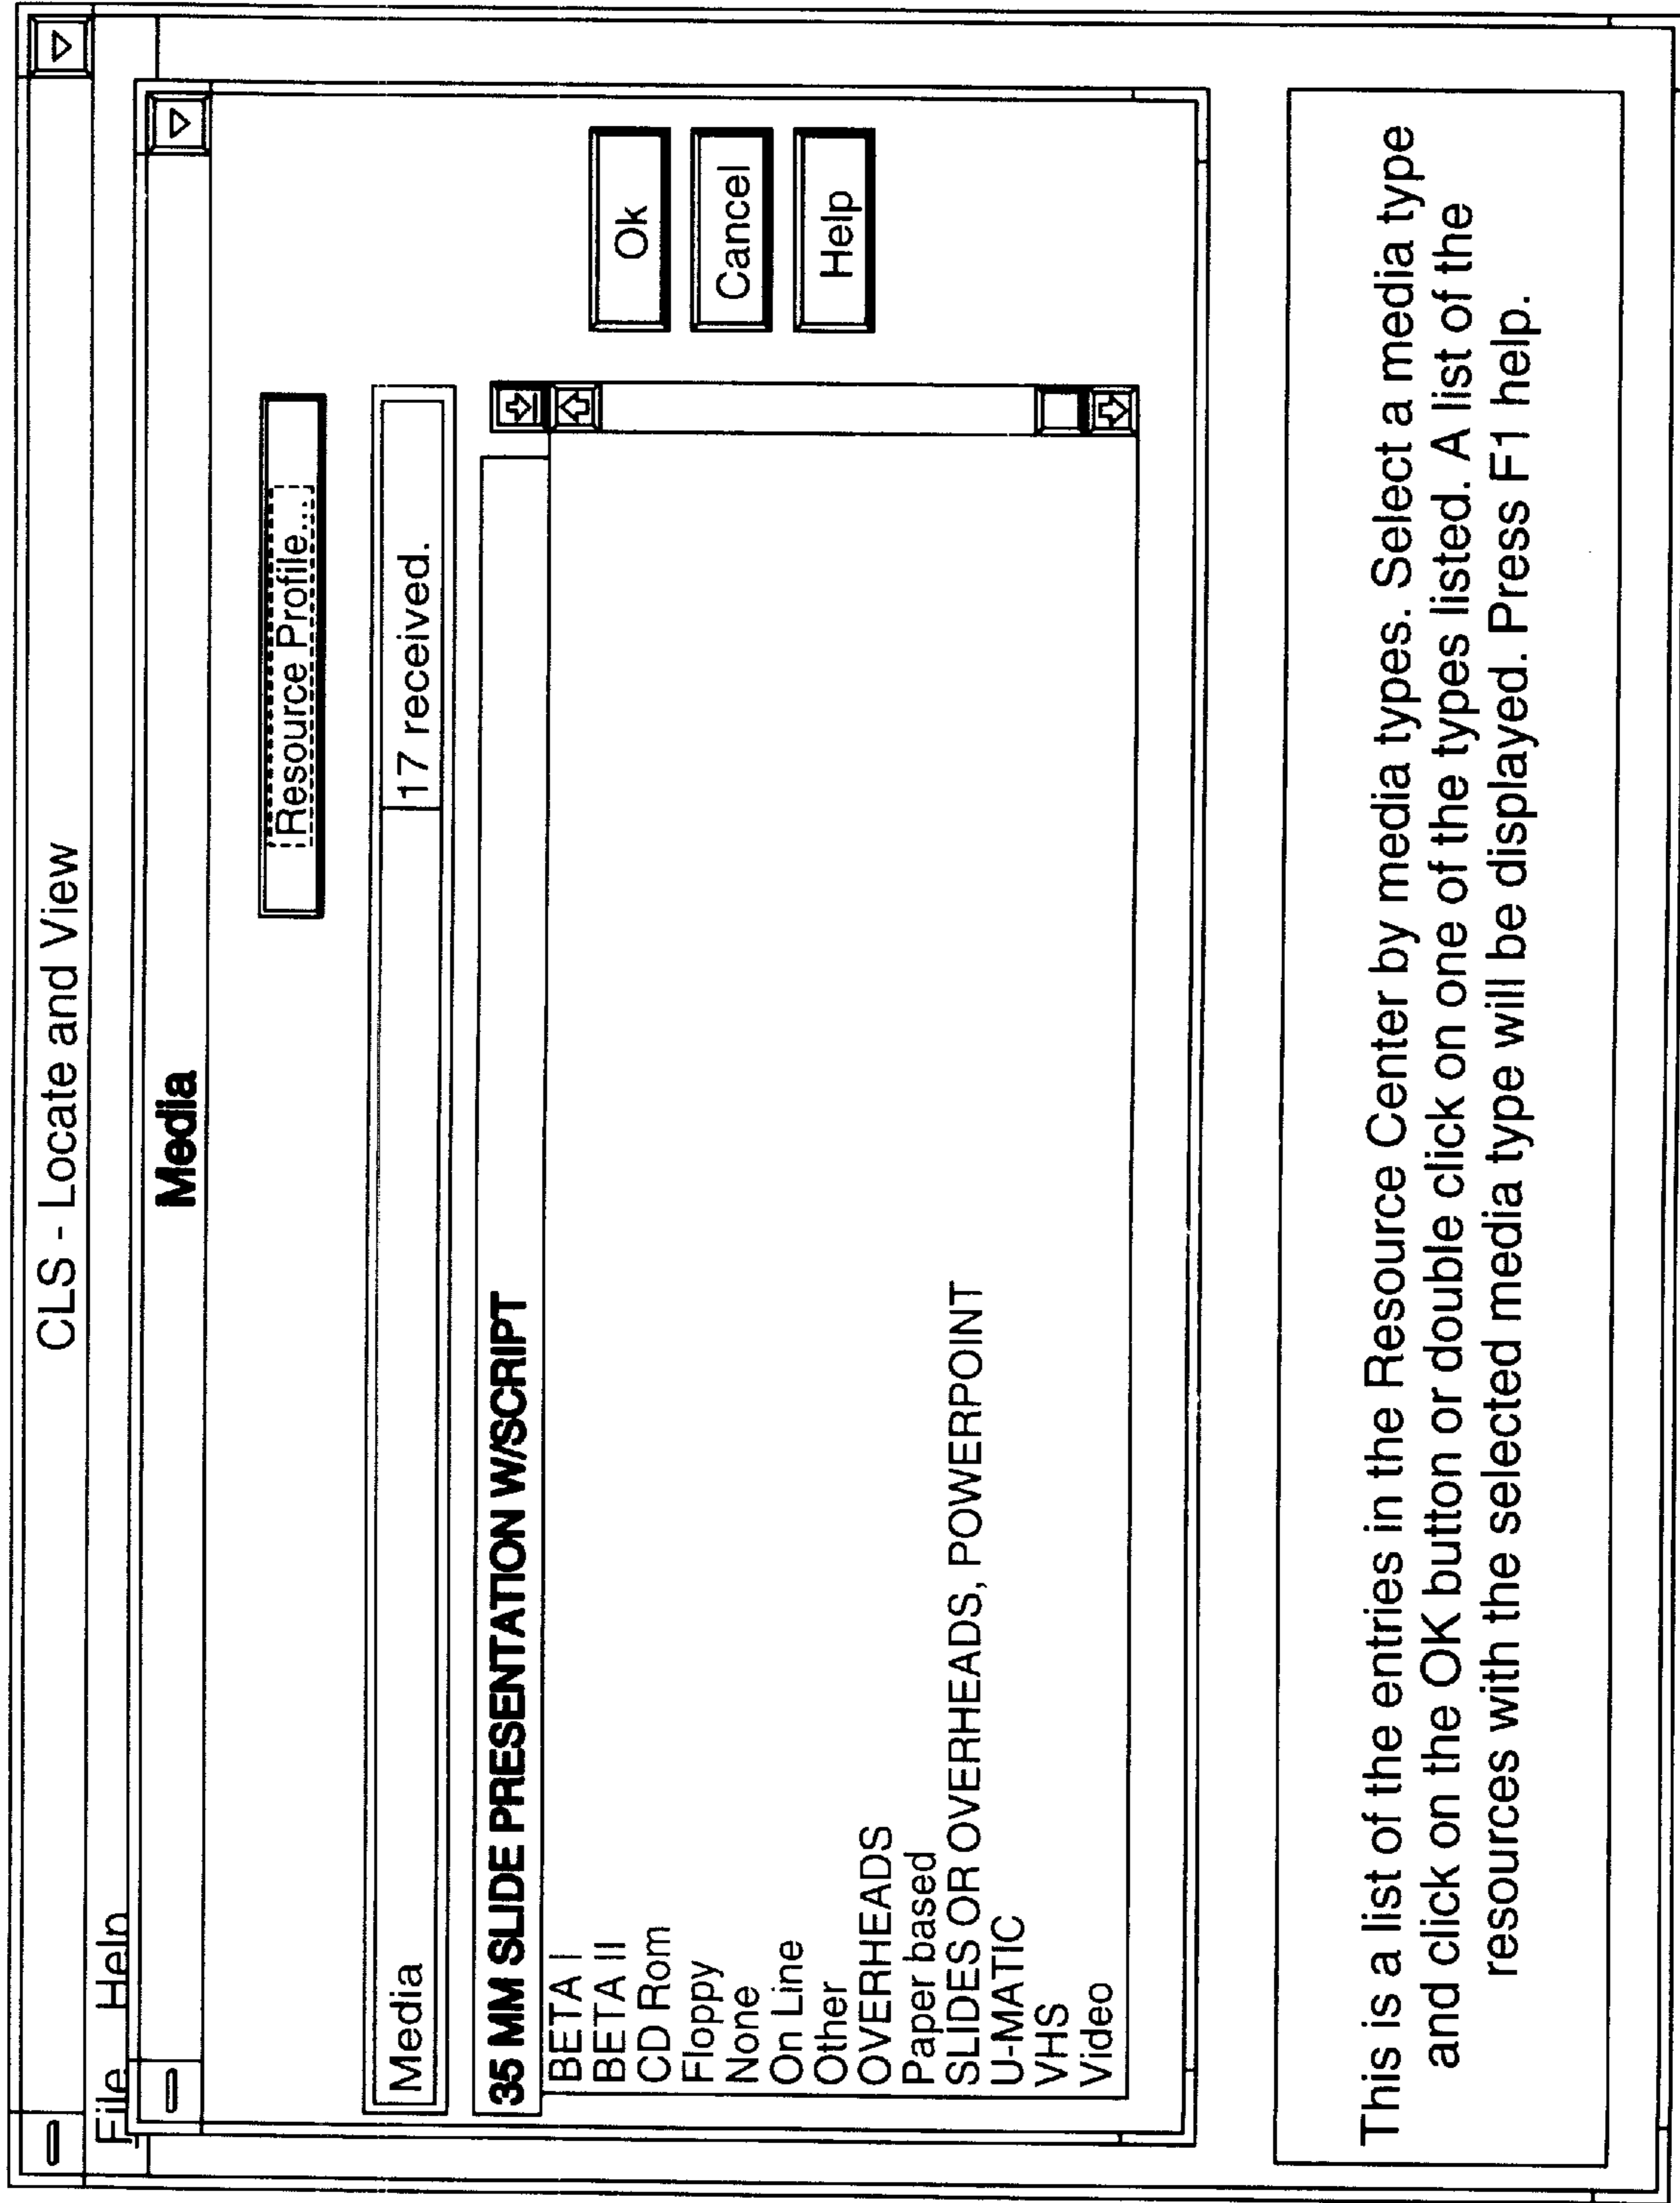 CLS - Locate and View
File Help
Media
Resource Profile...
Media 17 received.
35 MM SLIDE PRESENTATION W/SCRIPT
BETA I
BETA II
CD Rom
Floppy
None
On Line
Other
OVERHEADS
Paper based
SLIDES OR OVERHEADS, POWERPOINT
U-MATIC
VHS
Video
Ok
Cancel
Help
This is a list of the entries in the Resource Center by media types. Select a media type
and click on the OK button or double click on one of the types listed. A list of the
resources with the selected media type will be displayed. Press F1 help.